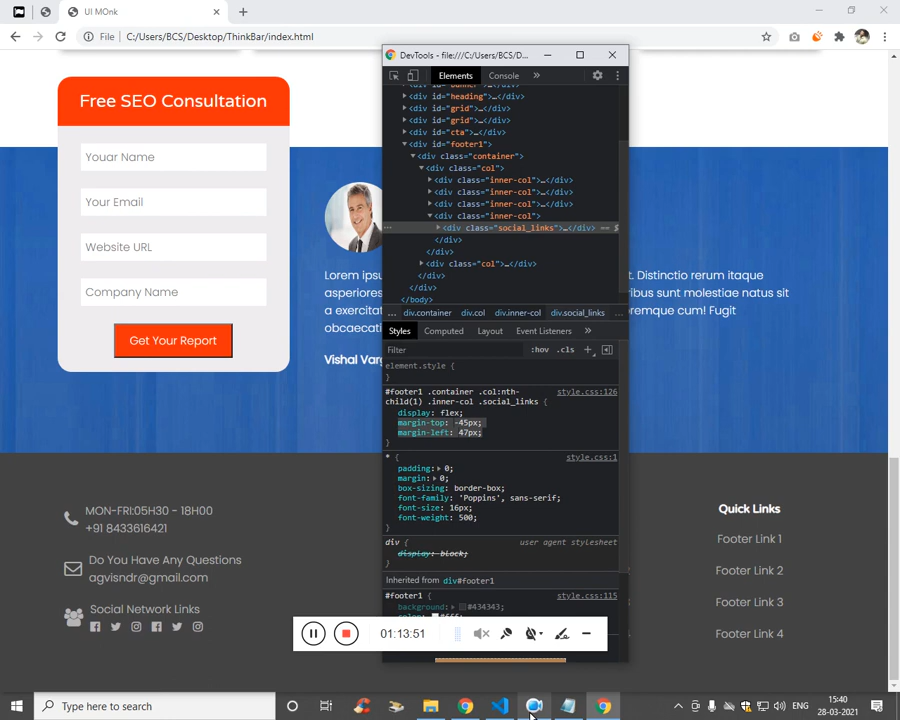 UI MOnk
File | C:/Users/BCS/Desktop/ThinkBar/index.html
Free SEO Consultation
Youar Name
Your Email
Website URL
Company Name
Get Your Report
Lorem ipsu
asperiores
a exercitat
obcaecati
Vishal Varg
t. Distinctio rerum itaque
ibus sunt molestiae natus sit
oremque cum! Fugit
MON-FRI:05H30 - 18H00
+91 8433616421
Do You Have Any Questions
agvisndr@gmail.com
Social Network Links
Quick Links
Footer Link 1
Footer Link 2
Footer Link 3
Footer Link 4
DevTools - file:///C:/Users/BCS/D...
Elements
Console
<div id="heading">…</div>
<div id="grid">…</div>
<div id="grid">…</div>
<div id="cta">…</div>
<div id="footer1">
<div class="container">
<div class="col">
<div class="inner-col">…</div>
<div class="inner-col">…</div>
<div class="inner-col">…</div>
<div class="inner-col">
<div class="social_links">…</div> == $
</div>
</div>
<div class="col">…</div>
</div>
</div>
</body>
... div.container div.col div.inner-col div.social_links ...
Styles Computed Layout Event Listeners
Filter :hov .cls
element.style {
}
#footer1 .container .col:nth- style.css:126
child(1) .inner-col .social_links {
display: flex;
margin-top: -45px;
margin-left: 47px;
}
* { style.css:1
padding: 0;
margin: 0;
box-sizing: border-box;
font-family: 'Poppins', sans-serif;
font-size: 16px;
font-weight: 500;
}
div { user agent stylesheet
display: block;
}
Inherited from div#footer1
#footer1 { style.css:115
background: #434343;
color: #fff;
01:13:51
Type here to search
15:40
28-03-2021